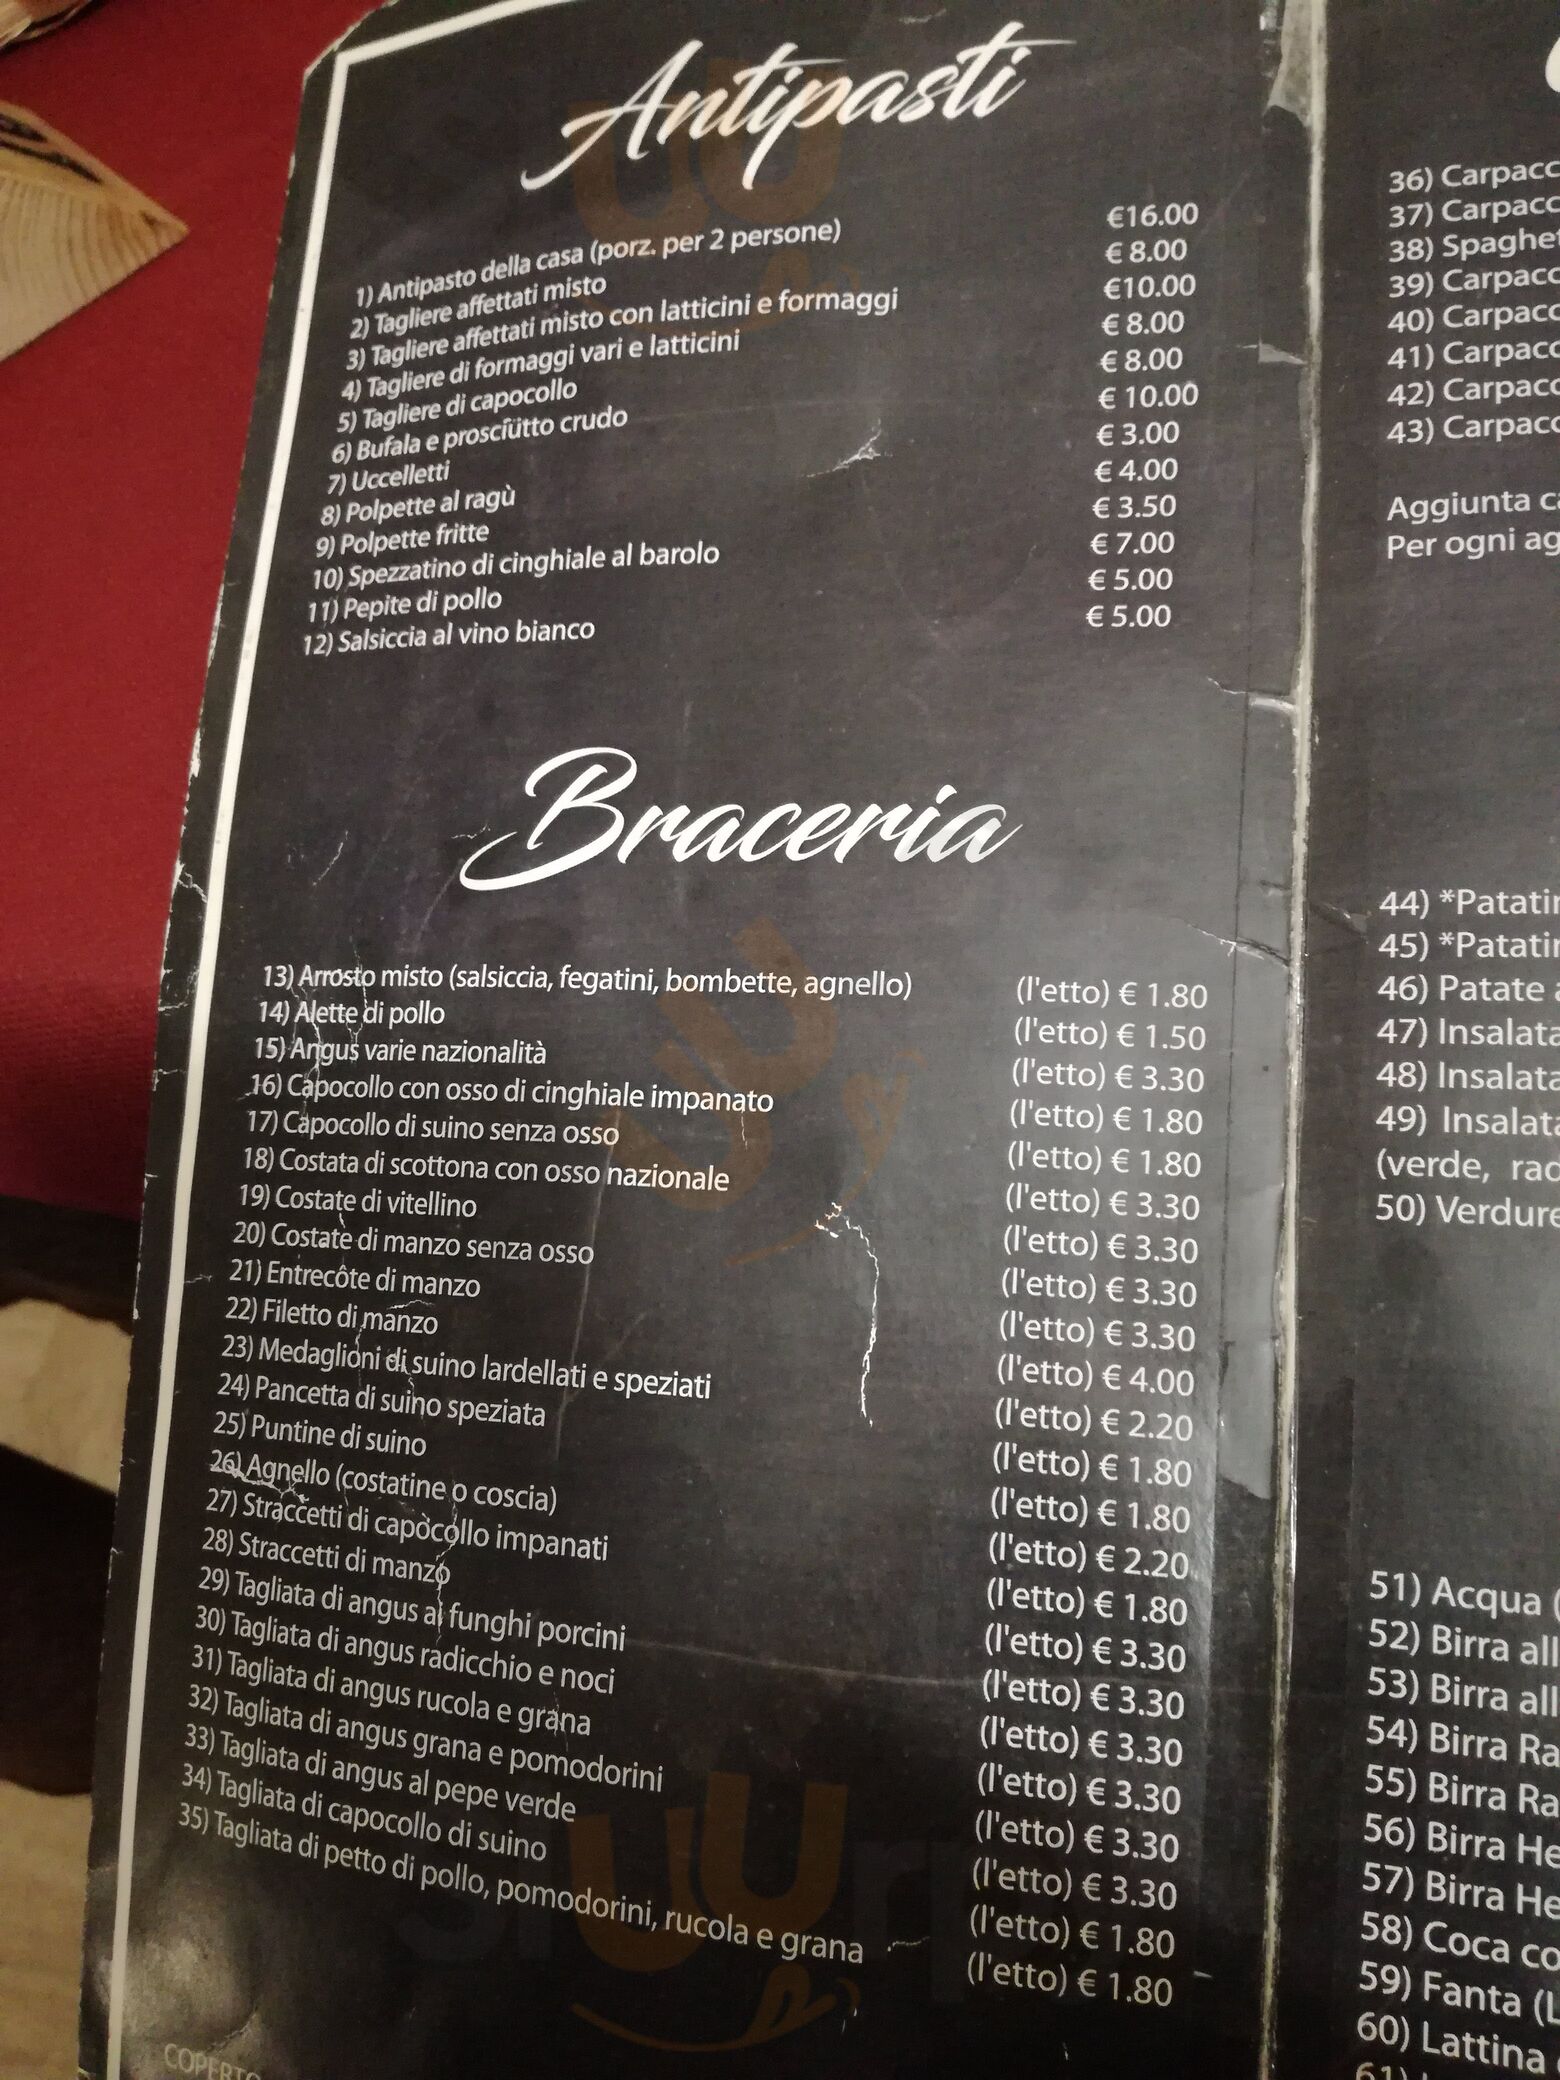 Antipasti
1) Antipasto della casa (porz. per 2 persone) €16.00
2) Tagliere affettati misto € 8.00
3) Tagliere affettati misto con latticini e formaggi €10.00
4) Tagliere di formaggi vari e latticini € 8.00
5) Tagliere di capocollo € 8.00
6) Bufala e prosciutto crudo € 10.00
7) Uccelletti € 3.00
8) Polpette al ragù € 4.00
9) Polpette fritte € 3.50
10) Spezzatino di cinghiale al barolo € 7.00
11) Pepite di pollo € 5.00
12) Salsiccia al vino bianco € 5.00
Braceria
13) Arrosto misto (salsiccia, fegatini, bombette, agnello) (l'etto) € 1.80
14) Alette di pollo (l'etto) € 1.50
15) Angus varie nazionalità (l'etto) € 3.30
16) Capocollo con osso di cinghiale impanato (l'etto) € 1.80
17) Capocollo di suino senza osso (l'etto) € 1.80
18) Costata di scottona con osso nazionale (l'etto) € 3.30
19) Costate di vitellino (l'etto) € 3.30
20) Costate di manzo senza osso (l'etto) € 3.30
21) Entrecôte di manzo (l'etto) € 3.30
22) Filetto di manzo (l'etto) € 4.00
23) Medaglioni di suino lardellati e speziati (l'etto) € 2.20
24) Pancetta di suino speziata (l'etto) € 1.80
25) Puntine di suino (l'etto) € 1.80
26) Agnello (costatine o coscia) (l'etto) € 2.20
27) Straccetti di capocollo impanati (l'etto) € 1.80
28) Straccetti di manzo (l'etto) € 3.30
29) Tagliata di angus ai funghi porcini (l'etto) € 3.30
30) Tagliata di angus radicchio e noci (l'etto) € 3.30
31) Tagliata di angus rucola e grana (l'etto) € 3.30
32) Tagliata di angus grana e pomodorini (l'etto) € 3.30
33) Tagliata di angus al pepe verde (l'etto) € 3.30
34) Tagliata di capocollo di suino (l'etto) € 1.80
35) Tagliata di petto di pollo, pomodorini, rucola e grana (l'etto) € 1.80
COPERTO
36) Carpacc
37) Carpacc
38) Spaghet
39) Carpacc
40) Carpacc
41) Carpacc
42) Carpacc
43) Carpacc
Aggiunta ca
Per ogni ag
44) *Patatin
45) *Patatin
46) Patate a
47) Insalata
48) Insalata
49) Insalata
(verde, rad
50) Verdure
51) Acqua (
52) Birra all
53) Birra all
54) Birra Ra
55) Birra Ra
56) Birra He
57) Birra He
58) Coca co
59) Fanta (L
60) Lattina
61)